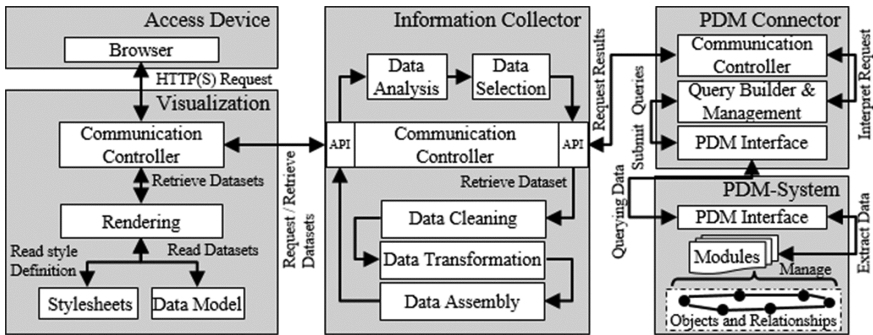 Access Device
Browser
HTTP(S) Request
Visualization
Communication
Controller
Retrieve Datasets
Rendering
Read style
Definition
Read Datasets
Stylesheets
Data Model
Request / Retrieve
Datasets
Information Collector
Data
Analysis
Data
Selection
API
Communication
Controller
API
Retrieve Dataset
Data Cleaning
Data Transformation
Data Assembly
Request Results
PDM Connector
Communication
Controller
Query Builder &
Management
PDM Interface
Submit Queries
Interpret Request
Querying Data
PDM-System
PDM Interface
Modules
Manage
Extract Data
Objects and Relationships